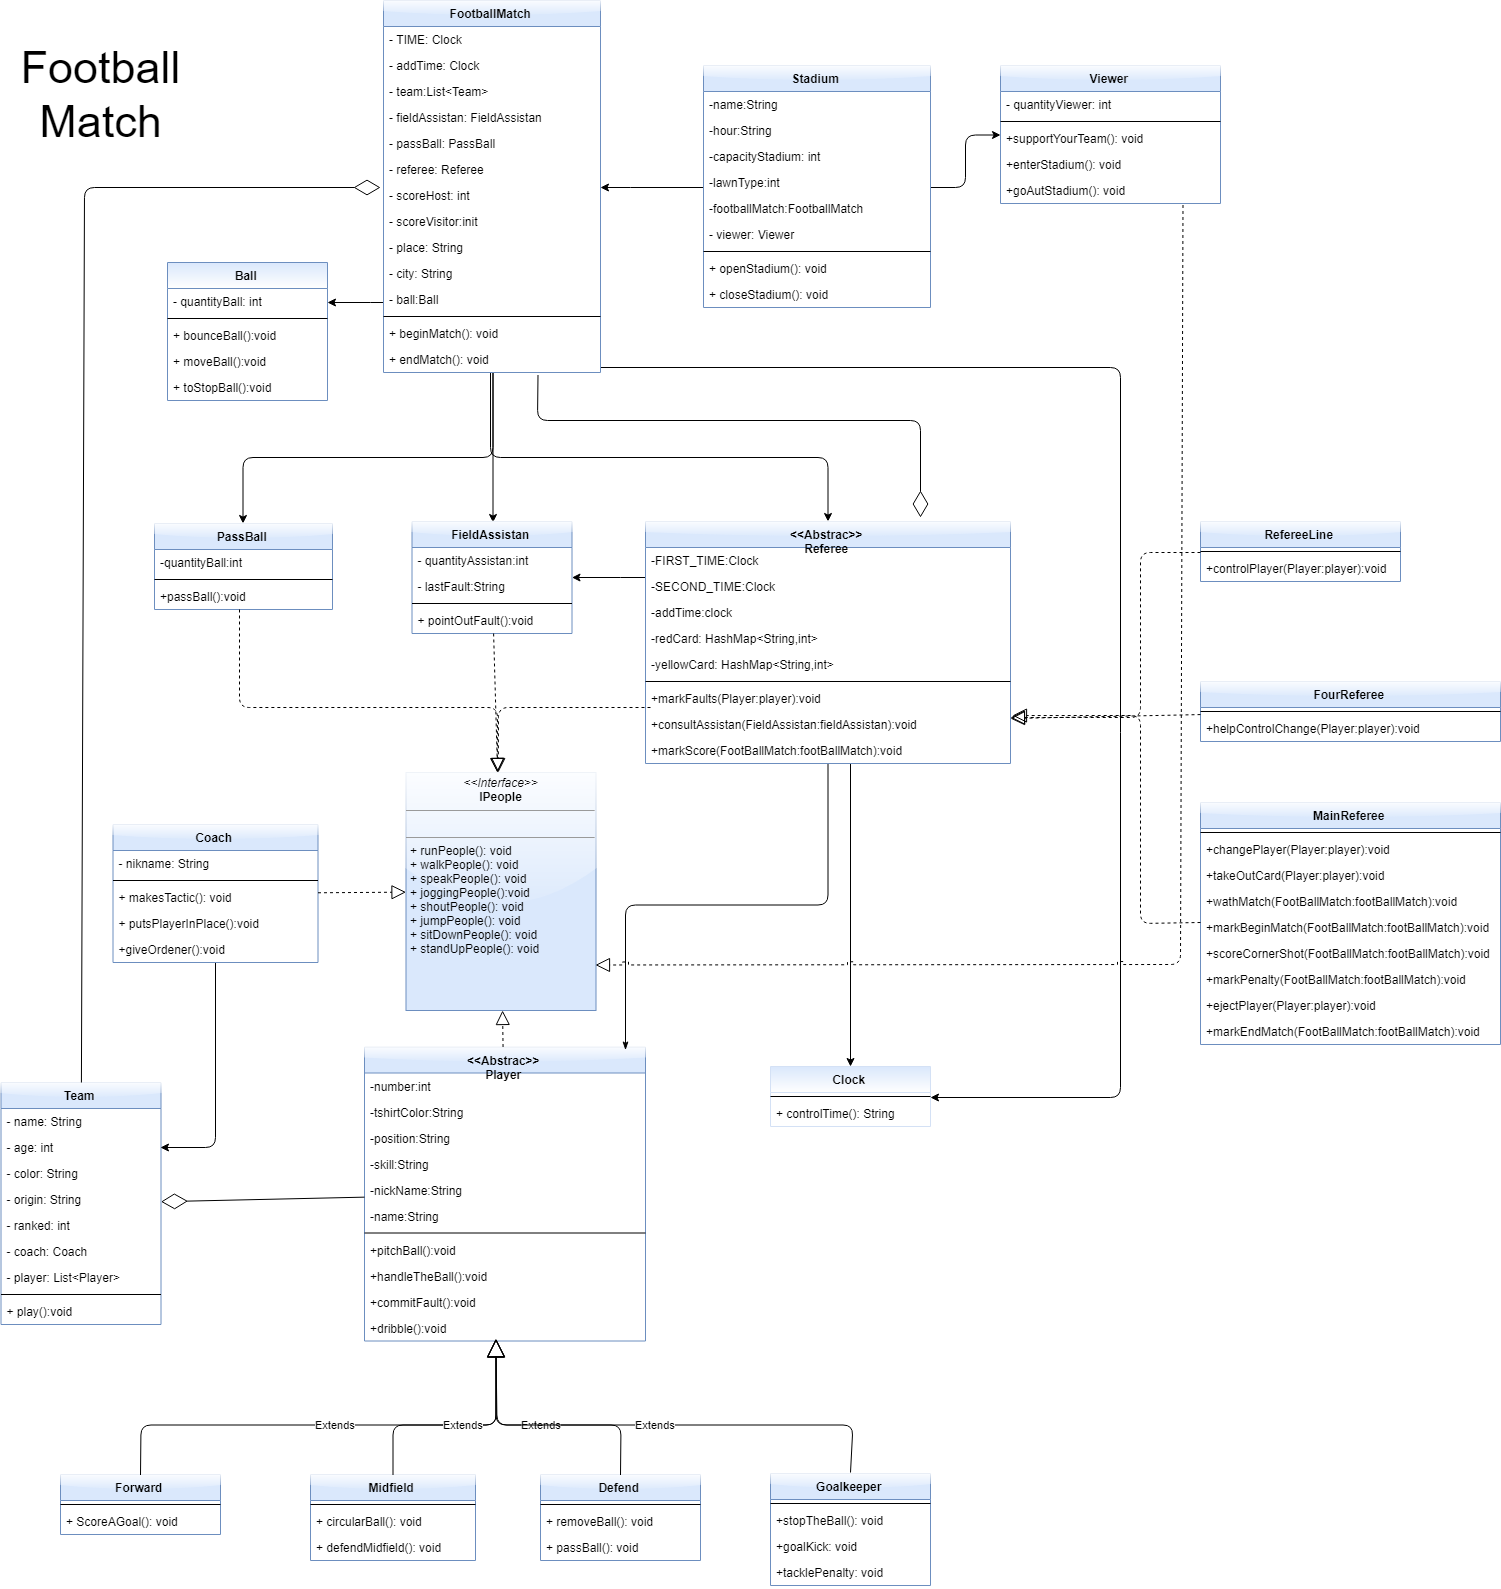 Football
Match
FootballMatch
- TIME: Clock
- addTime: Clock
- team:List<Team>
- fieldAssistan: FieldAssistan
- passBall: PassBall
- referee: Referee
- scoreHost: int
- scoreVisitor:init
- place: String
- city: String
- ball:Ball
+ beginMatch(): void
+ endMatch(): void
Stadium
-name:String
-hour:String
-capacityStadium: int
-lawnType:int
-footballMatch:FootballMatch
- viewer: Viewer
+ openStadium(): void
+ closeStadium(): void
Viewer
- quantityViewer: int
+supportYourTeam(): void
+enterStadium(): void
+goAutStadium(): void
Ball
- quantityBall: int
+ bounceBall():void
+ moveBall():void
+ toStopBall():void
PassBall
-quantityBall:int
+passBall():void
FieldAssistan
- quantityAssistan:int
- lastFault:String
+ pointOutFault():void
<<Abstrac>>
Referee
-FIRST_TIME:Clock
-SECOND_TIME:Clock
-addTime:clock
-redCard: HashMap<String,int>
-yellowCard: HashMap<String,int>
+markFaults(Player:player):void
+consultAssistan(FieldAssistan:fieldAssistan):void
+markScore(FootBallMatch:footBallMatch):void
RefereeLine
+controlPlayer(Player:player):void
FourReferee
+helpControlChange(Player:player):void
MainReferee
+changePlayer(Player:player):void
+takeOutCard(Player:player):void
+wathMatch(FootBallMatch:footBallMatch):void
+markBeginMatch(FootBallMatch:footBallMatch):void
+scoreCornerShot(FootBallMatch:footBallMatch):void
+markPenalty(FootBallMatch:footBallMatch):void
+ejectPlayer(Player:player):void
+markEndMatch(FootBallMatch:footBallMatch):void
<<Interface>>
IPeople
+ runPeople(): void
+ walkPeople(): void
+ speakPeople(): void
+ joggingPeople():void
+ shoutPeople(): void
+ jumpPeople(): void
+ sitDownPeople(): void
+ standUpPeople(): void
Coach
- nikname: String
+ makesTactic(): void
+ putsPlayerInPlace():void
+giveOrdener():void
Team
- name: String
- age: int
- color: String
- origin: String
- ranked: int
- coach: Coach
- player: List<Player>
+ play():void
<<Abstrac>>
Player
-number:int
-tshirtColor:String
-position:String
-skill:String
-nickName:String
-name:String
+pitchBall():void
+handleTheBall():void
+commitFault():void
+dribble():void
Clock
+ controlTime(): String
Extends
Extends
Extends
Extends
Forward
+ ScoreAGoal(): void
Midfield
+ circularBall(): void
+ defendMidfield(): void
Defend
+ removeBall(): void
+ passBall(): void
Goalkeeper
+stopTheBall(): void
+goalKick: void
+tacklePenalty: void